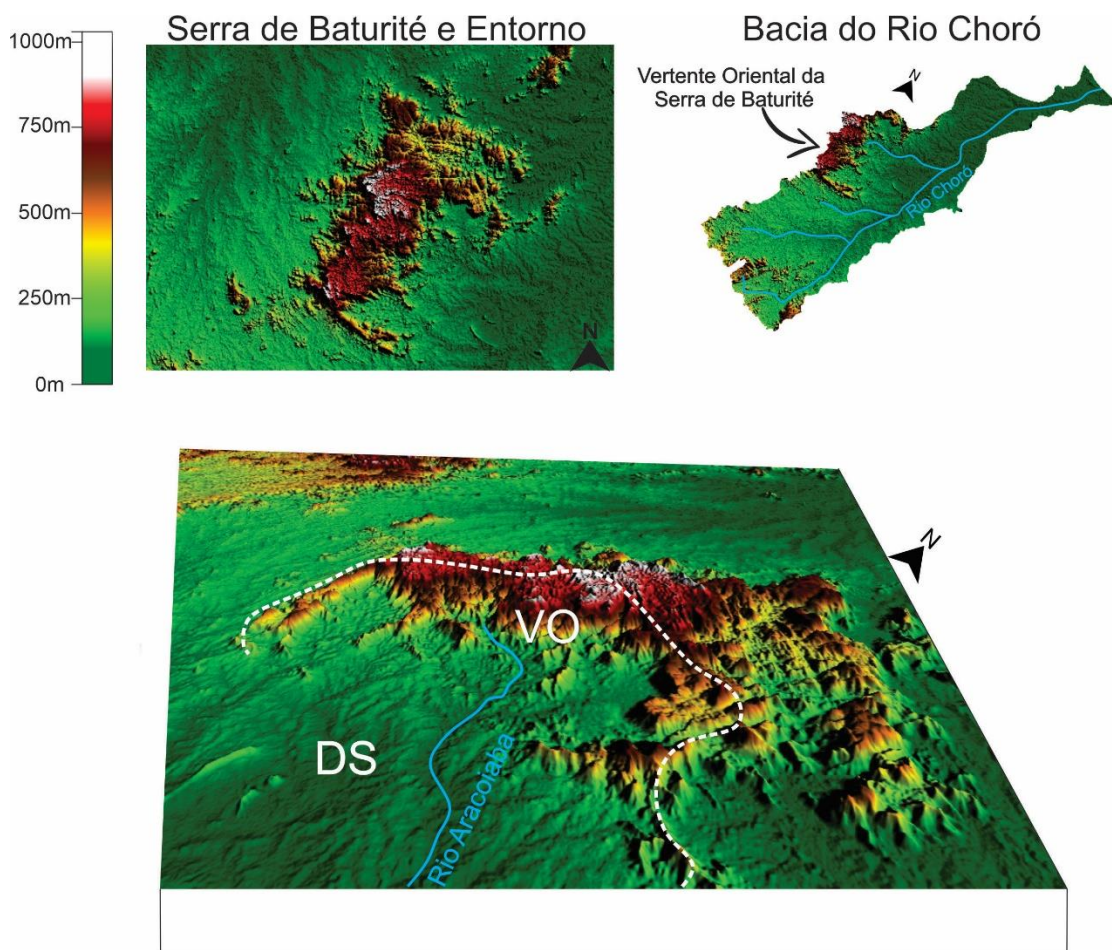 Serra de Baturité e Entorno
Bacia do Rio Choró
1000m
750m
500m
250m
0m
N
Vertente Oriental da
Serra de Baturité
N
Rio Choró
N
VO
DS
Rio Aracoiaba